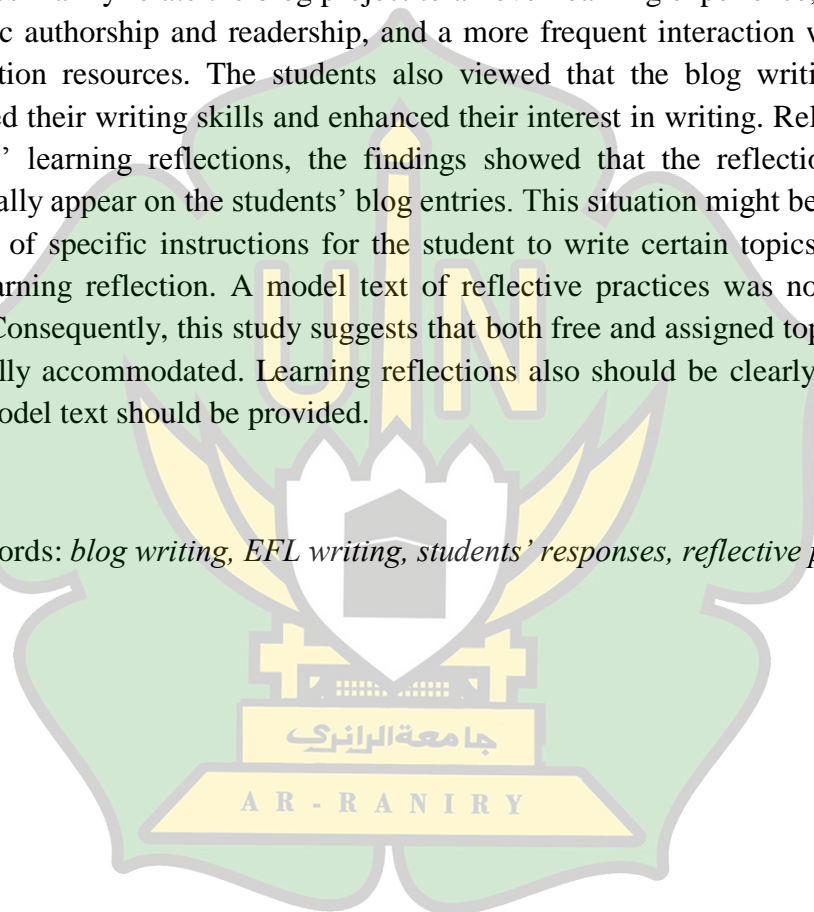 authorship and readership, and a more frequent interaction
resources. The students also viewed that the blog
their writing skills and enhanced their interest in writing.
learning reflections, the findings showed that the
appear on the students’ blog entries. This situation might be
of specific instructions for the student to write certain topics
reflection. A model text of reflective practices was
Consequently, this study suggests that both free and assigned
accommodated. Learning reflections also should be clearly
text should be provided.
blog writing, EFL writing, students’ responses, reflective
UIN
جامعة الرانري
AR-RANIRY